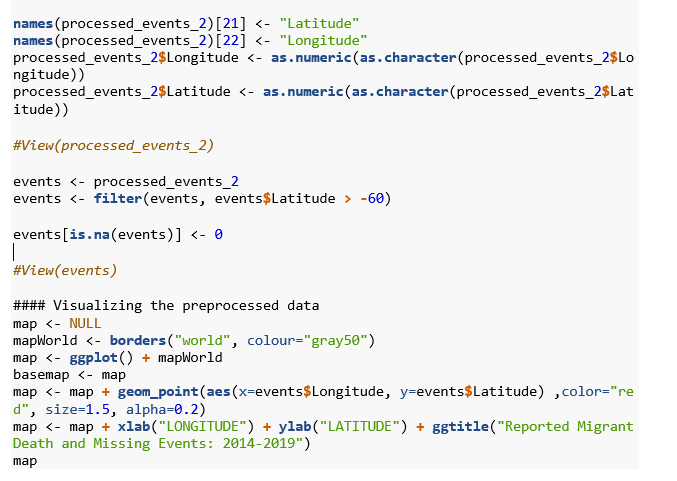 names(processed_events_2)[21] <- "Latitude"
names(processed_events_2)[22] <- "Longitude"
processed_events_2$Longitude <- as.numeric(as.character(processed_events_2$Lo
ngitude))
processed_events_2$Latitude <- as.numeric(as.character(processed_events_2$Lat
itude))
#View(processed_events_2)
events <- processed_events_2
events <- filter(events, events$Latitude > -60)
events[is.na(events)] <- 0
#View(events)
#### Visualizing the preprocessed data
map <- NULL
mapWorld <- borders("world", colour="gray50")
map <- ggplot() + mapWorld
basemap <- map
map <- map + geom_point(aes(x=events$Longitude, y=events$Latitude) ,color="re
d", size=1.5, alpha=0.2)
map <- map + xlab("LONGITUDE") + ylab("LATITUDE") + ggtitle("Reported Migrant
Death and Missing Events: 2014-2019")
map